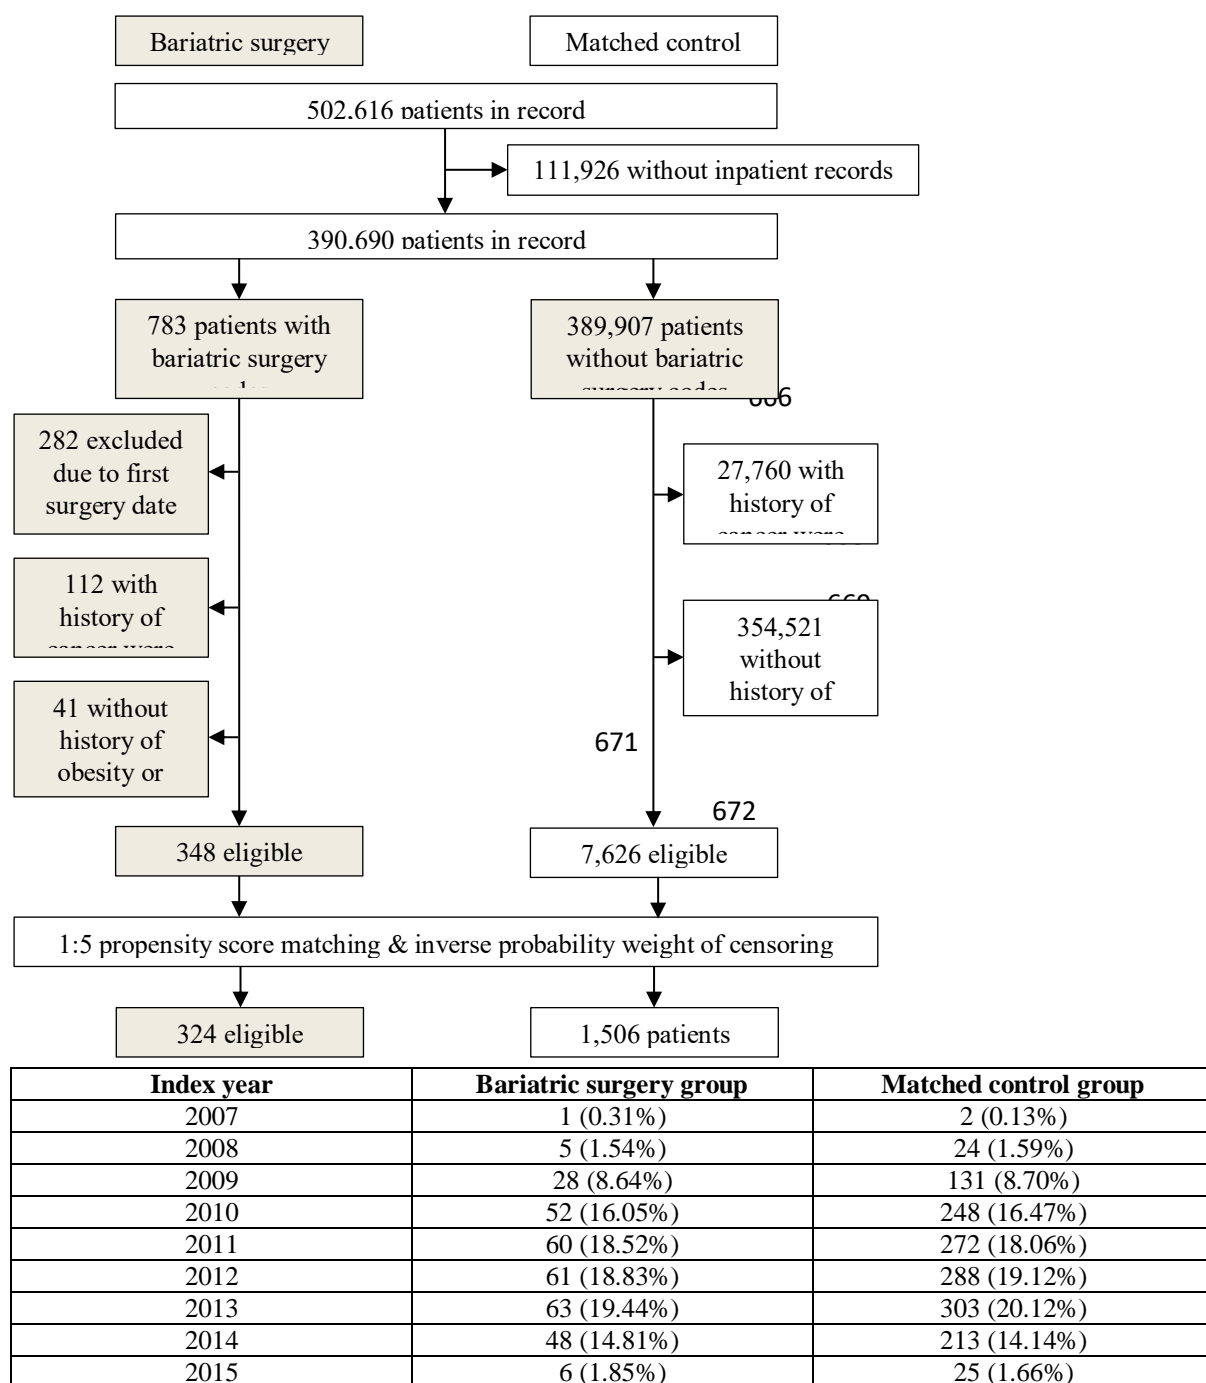 Bariatric surgery
Matched control
502,616 patients in record
111,926 without inpatient records
390,690 patients in record
783 patients with
bariatric surgery
389,907 patients
without bariatric
surgery codes
282 excluded
due to first
surgery date
27,760 with
history of
cancer were
112 with
history of
cancer were
354,521
without
history of
41 without
history of
obesity or
671
672
348 eligible
7,626 eligible
1:5 propensity score matching & inverse probability weight of censoring
324 eligible
1,506 patients
Index year Bariatric surgery group Matched control group
2007 1 (0.31%) 2 (0.13%)
2008 5 (1.54%) 24 (1.59%)
2009 28 (8.64%) 131 (8.70%)
2010 52 (16.05%) 248 (16.47%)
2011 60 (18.52%) 272 (18.06%)
2012 61 (18.83%) 288 (19.12%)
2013 63 (19.44%) 303 (20.12%)
2014 48 (14.81%) 213 (14.14%)
2015 6 (1.85%) 25 (1.66%)